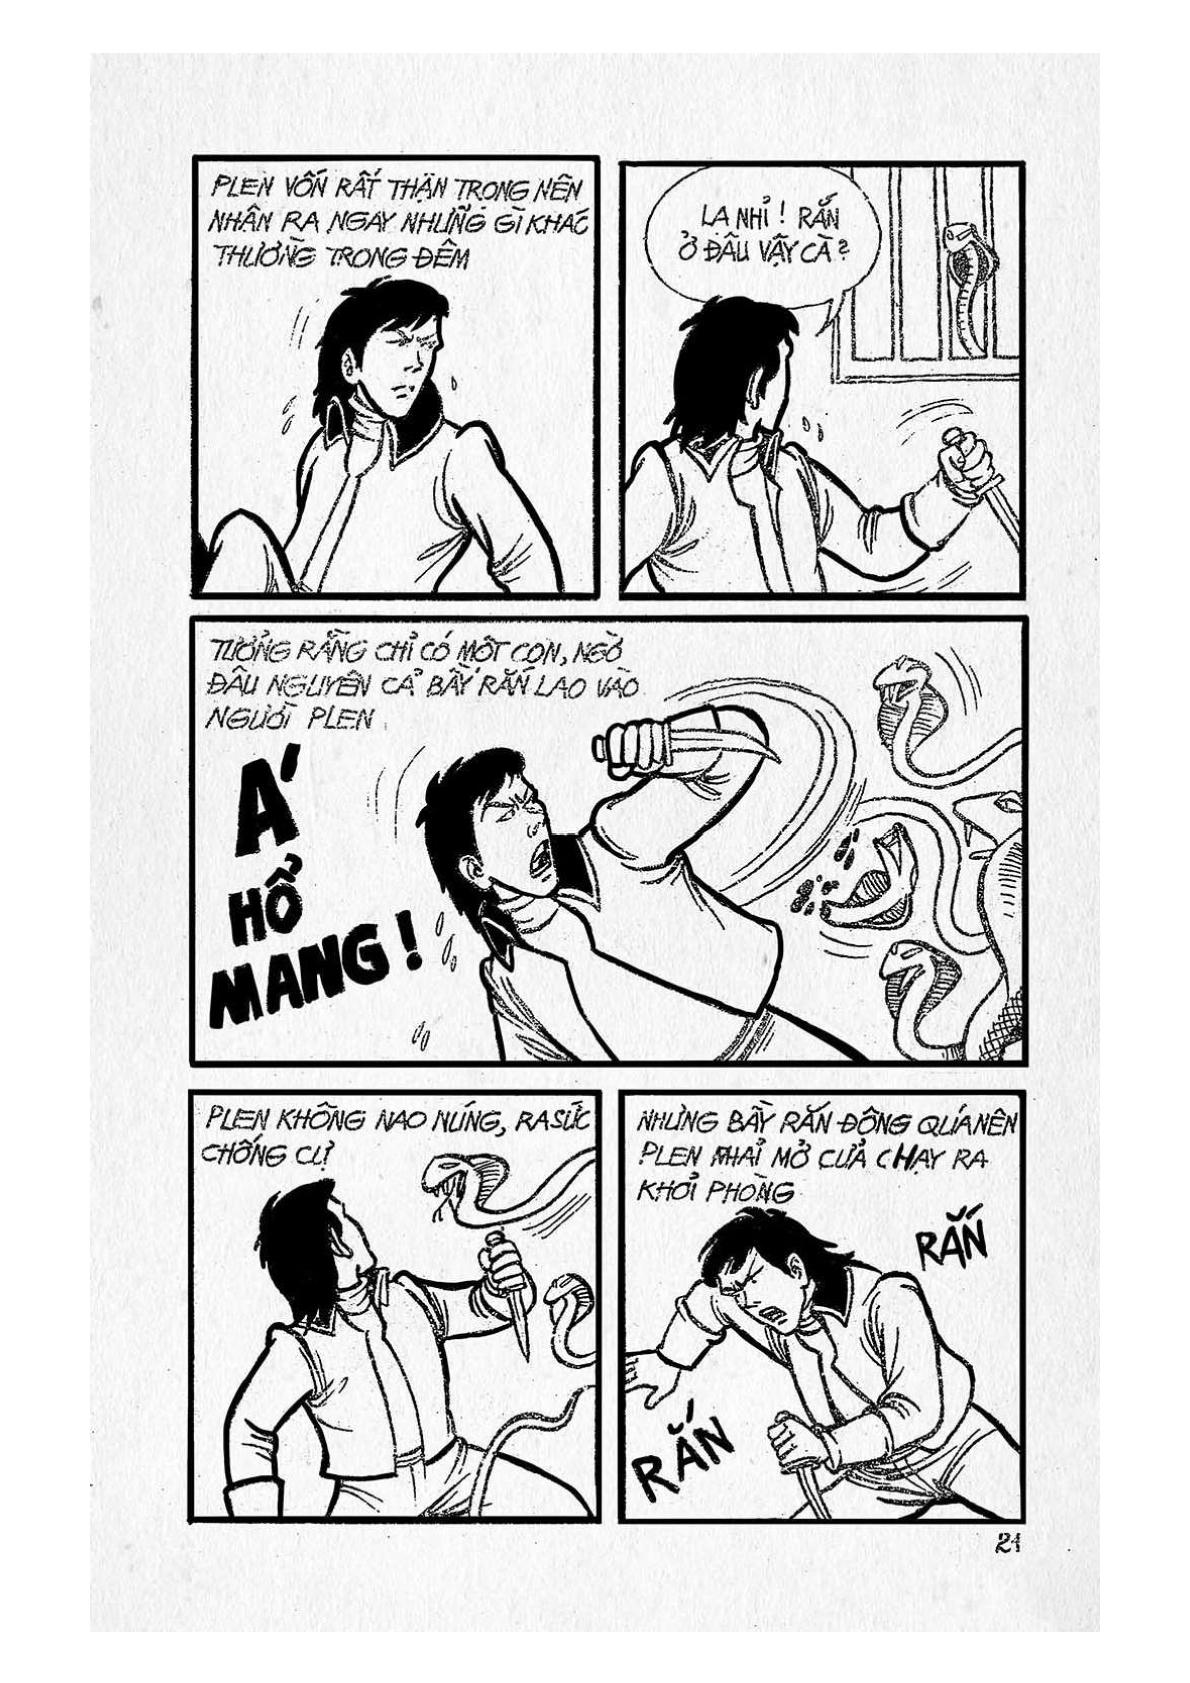 PLEN VỐN RẤT THẬN TRỌNG NÊN
NHẬN RA NGAY NHỮNG GÌ KHÁC
THƯỜNG TRONG ĐÊM
LẠ NHỈ! RẮN
Ở ĐÂU VẬY CÀ?
TƯỞNG RẰNG CHỈ CÓ MỘT CON, NGỜ
ĐÂU NGUYÊN CẢ BẦY RẮN LAO VÀO
NGƯỜI PLEN
Á
HỔ
MANG!
PLEN KHÔNG NAO NÚNG, RA SỨC
CHỐNG CỰ
NHƯNG BẦY RẮN ĐÔNG QUÁ NÊN
PLEN PHẢI MỞ CỬA CHẠY RA
KHỎI PHÒNG
RẮN
RẮN
21